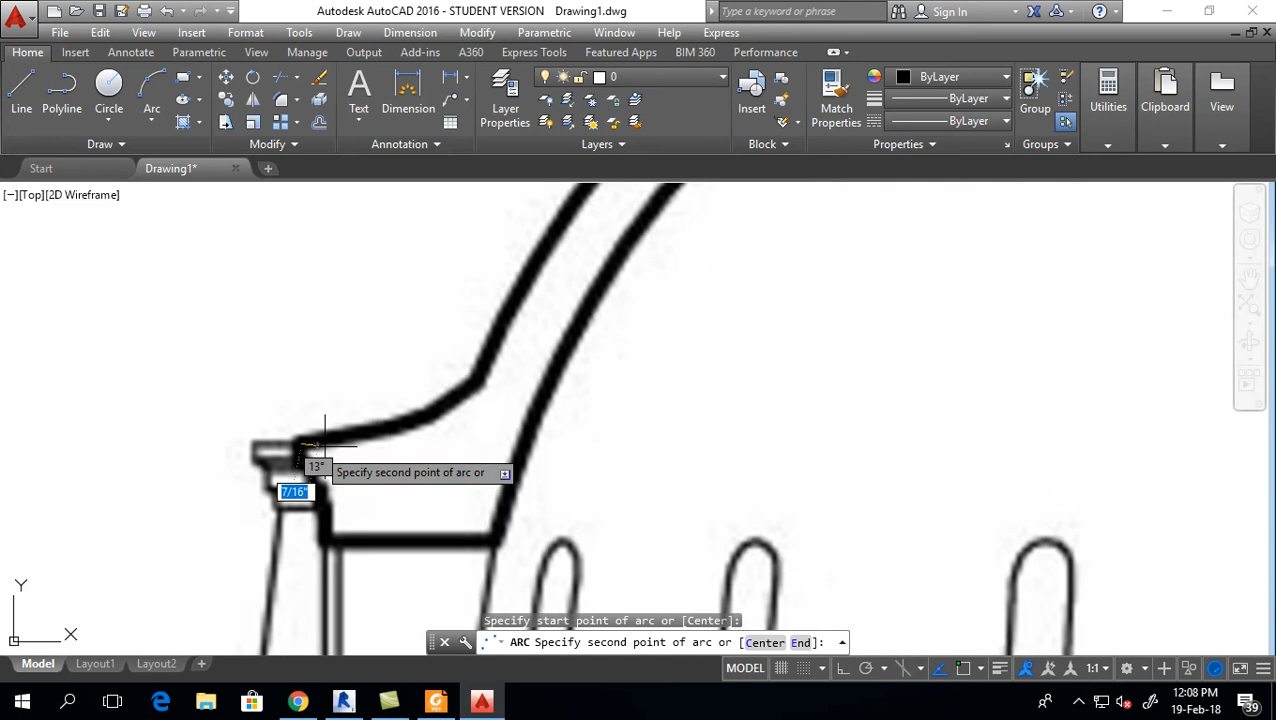 Autodesk AutoCAD 2016 - STUDENT VERSION Drawing1.dwg
Type a keyword or phrase
Sign In
File Edit View Insert Format Tools Draw Dimension Modify Parametric Window Help Express
Home Insert Annotate Parametric View Manage Output Add-ins A360 Express Tools Featured Apps BIM 360 Performance
Line Polyline Circle Arc
Text Dimension
Layer Properties
0
Insert
Match Properties
ByLayer
ByLayer
ByLayer
Group
Utilities
Clipboard
View
Draw Modify Annotation Layers Block Properties Groups
Start Drawing1*
[−][Top][2D Wireframe]
13° Specify second point of arc or
7/16"
Y
X
Specify start point of arc or [Center]:
ARC Specify second point of arc or [Center End]:
Model Layout1 Layout2
MODEL
1:1
12:08 PM
19-Feb-18
39